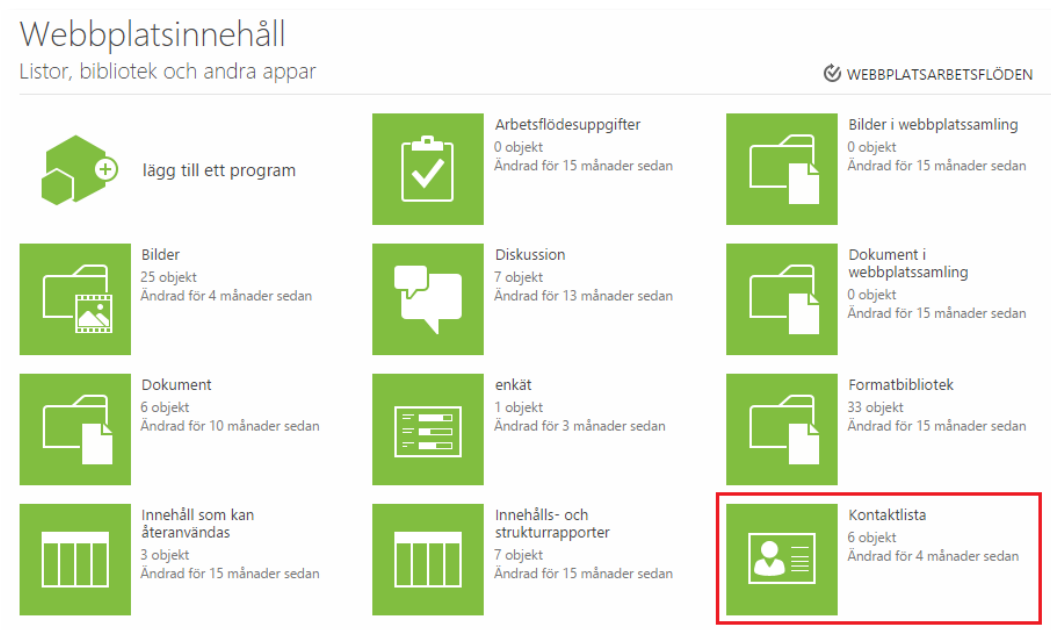 Webbplatsinnehåll
Listor, bibliotek och andra appar
WEBBPLATSARBETSFLÖDEN
lägg till ett program
Arbetsflödesuppgifter
0 objekt
Ändrad för 15 månader sedan
Bilder i webbplatssamling
0 objekt
Ändrad för 15 månader sedan
Bilder
25 objekt
Ändrad för 4 månader sedan
Diskussion
7 objekt
Ändrad för 13 månader sedan
Dokument i
webbplatssamling
0 objekt
Ändrad för 15 månader sedan
Dokument
6 objekt
Ändrad för 10 månader sedan
enkät
1 objekt
Ändrad för 3 månader sedan
Formatbibliotek
33 objekt
Ändrad för 15 månader sedan
Innehåll som kan
återanvändas
3 objekt
Ändrad för 15 månader sedan
Innehålls- och
strukturrapporter
7 objekt
Ändrad för 15 månader sedan
Kontaktlista
6 objekt
Ändrad för 4 månader sedan